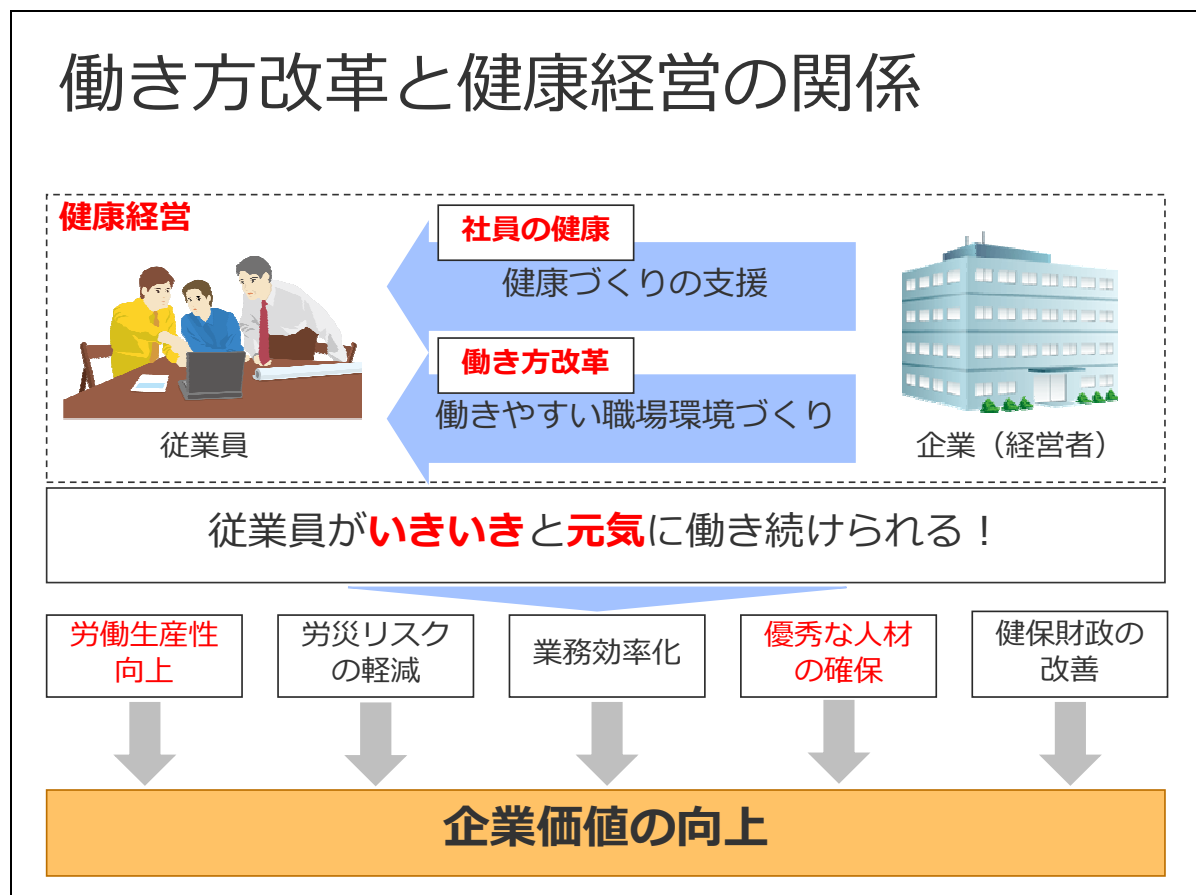 働き方改革と健康経営の関係
健康経営
社員の健康
健康づくりの支援
働き方改革
働きやすい職場環境づくり
従業員
企業（経営者）
従業員がいきいきと元気に働き続けられる！
労働生産性
向上
労災リスク
の軽減
業務効率化
優秀な人材
の確保
健保財政の
改善
企業価値の向上